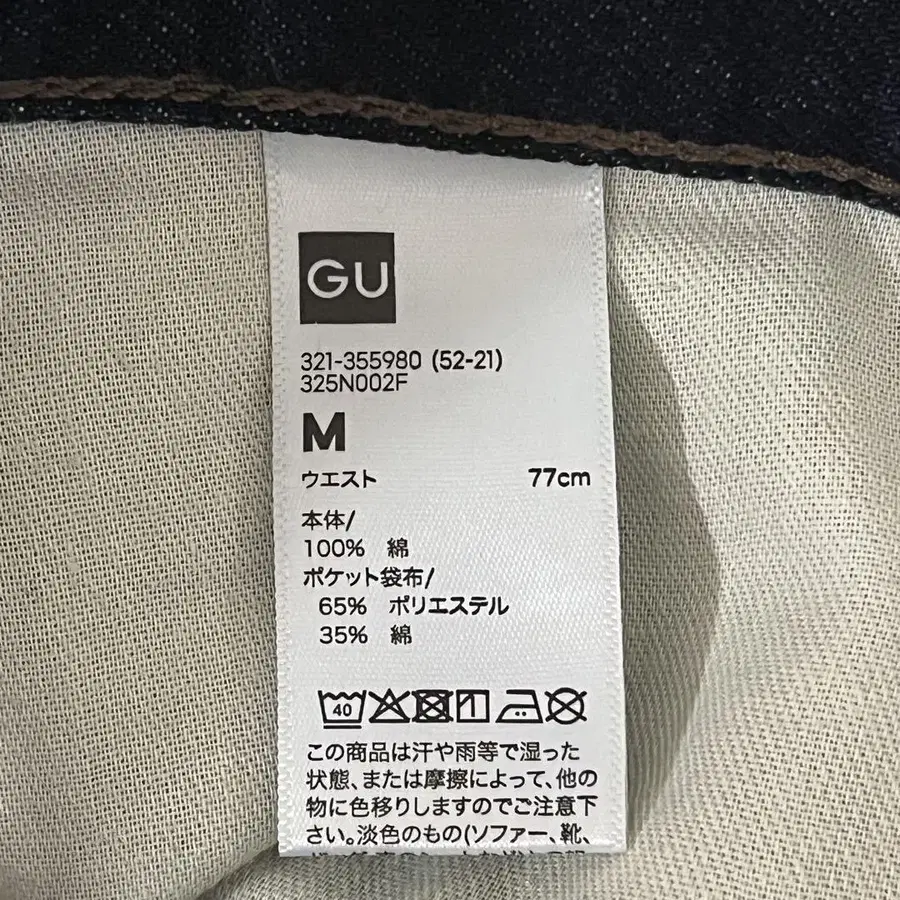 GU
321-355980 (52-21)
325N002F
M
ウエスト 77cm
本体/
100% 綿
ポケット袋布/
65% ポリエステル
35% 綿
40
この商品は汗や雨等で湿った
状態、または摩擦によって、他の
物に色移りしますのでご注意下
さい。淡色のもの(ソファー、靴、